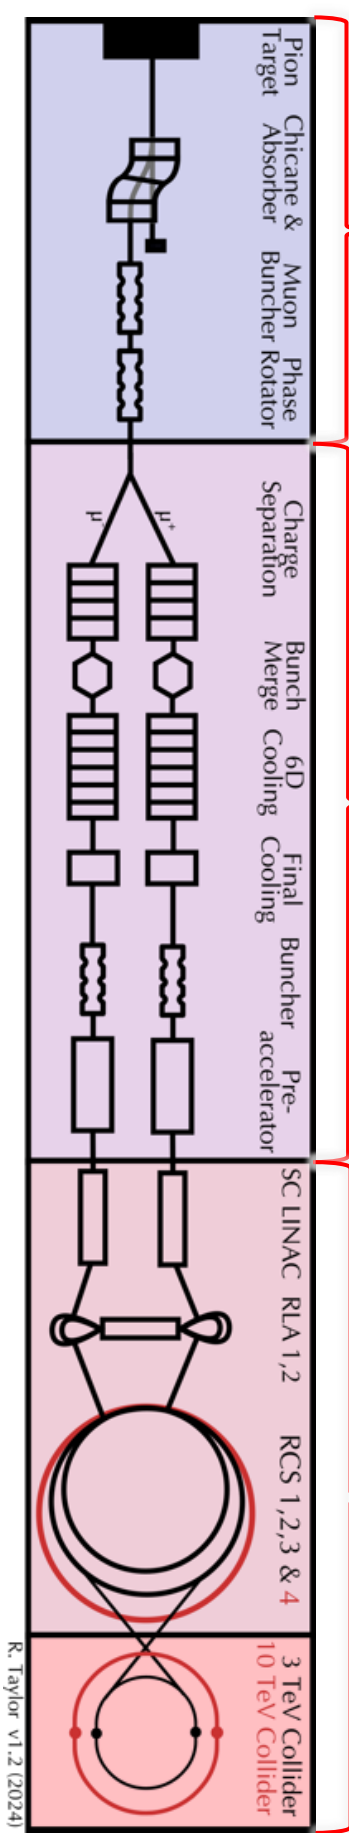 Pion
Target
Chicane &
Absorber
Muon
Buncher
Phase
Rotator
Charge
Separation
μ+
μ-
Bunch
Merge
6D
Cooling
Final
Cooling
Buncher
Pre-
accelerator
SC LINAC
RLA 1,2
RCS 1,2,3 & 4
3 TeV Collider
10 TeV Collider
R. Taylor v1.2 (2024)